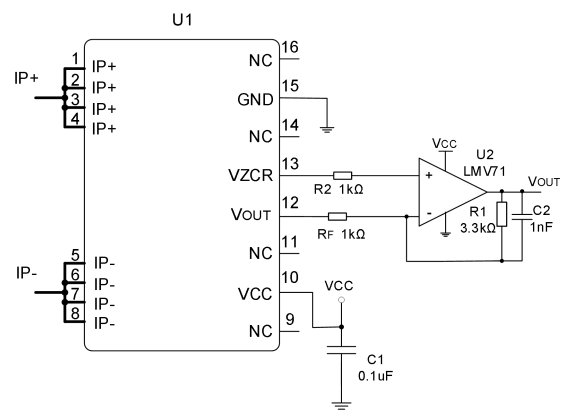 U1
IP+
1 IP+
2 IP+
3 IP+
4 IP+
IP-
5 IP-
6 IP-
7 IP-
8 IP-
NC 16
GND 15
NC 14
VZCR 13
VOUT 12
NC 11
VCC 10
NC 9
R2 1kΩ
RF 1kΩ
VCC
U2
LMV71
+
-
VOUT
R1
3.3kΩ
C2
1nF
VCC
C1
0.1uF